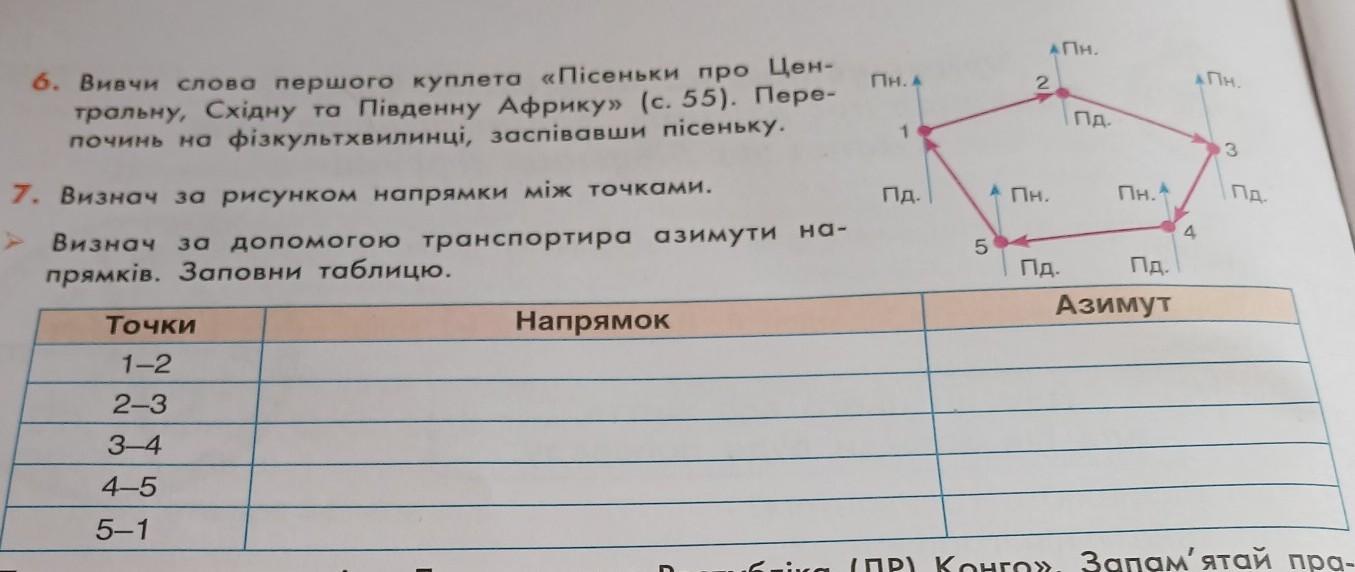 6. Вивчи слова першого куплета «Пісеньки про Цен-
тральну, Східну та Південну Африку» (с. 55). Пере-
починь на фізкультхвилинці, заспівавши пісеньку.
7. Визнач за рисунком напрямки між точками.
Визнач за допомогою транспортира азимути на-
прямків. Заповни таблицю.
Пн.
Пн. 2 Пн.
1 Пд. 3
Пд. Пн. Пн. Пд.
5 4
Пд. Пд.
Точки Напрямок Азимут
1–2
2–3
3–4
4–5
5–1
(ДР) Конго». Запам'ятай пра-